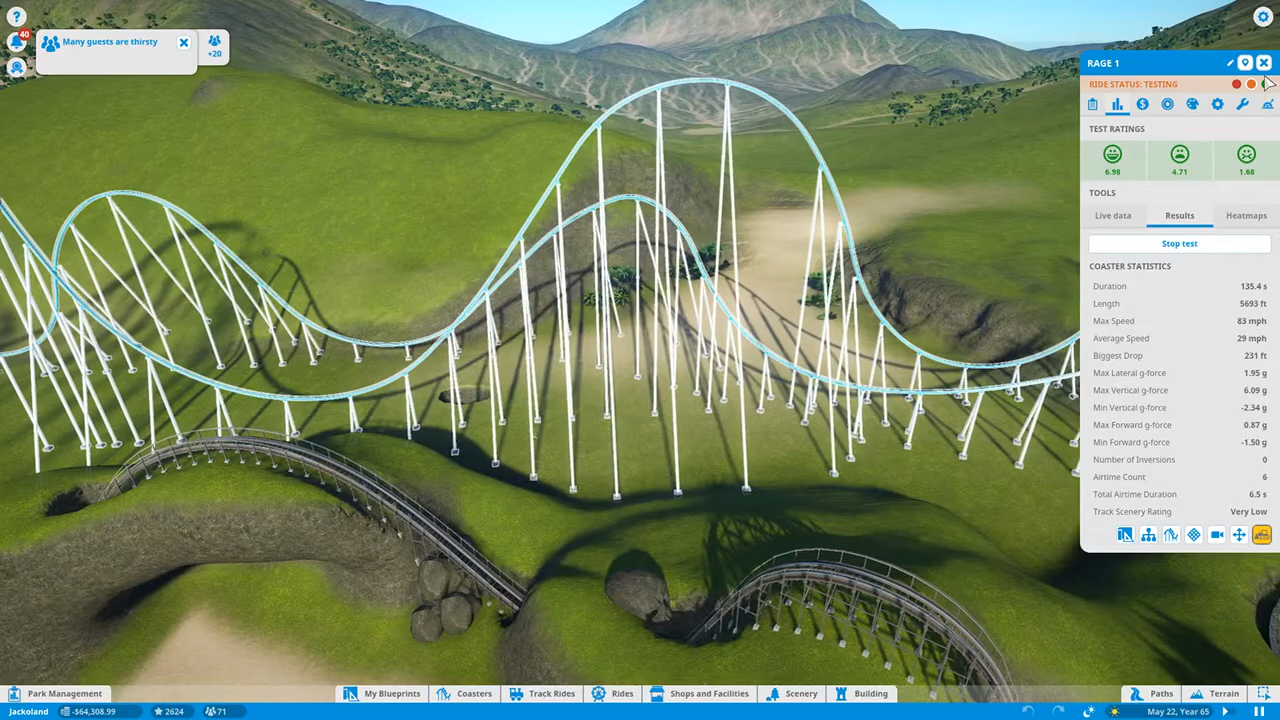 ?
40
Many guests are thirsty
+20
RAGE 1
RIDE STATUS: TESTING
TEST RATINGS
6.98 4.71 1.68
TOOLS
Live data Results Heatmaps
Stop test
COASTER STATISTICS
Duration 135.4 s
Length 5693 ft
Max Speed 83 mph
Average Speed 29 mph
Biggest Drop 231 ft
Max Lateral g-force 1.95 g
Max Vertical g-force 6.09 g
Min Vertical g-force -2.34 g
Max Forward g-force 0.87 g
Min Forward g-force -1.50 g
Number of Inversions 0
Airtime Count 6
Total Airtime Duration 6.5 s
Track Scenery Rating Very Low
Park Management My Blueprints Coasters Track Rides Rides Shops and Facilities Scenery Building Paths Terrain
Jackoland -$64,308.99 2624 71 May 22, Year 65